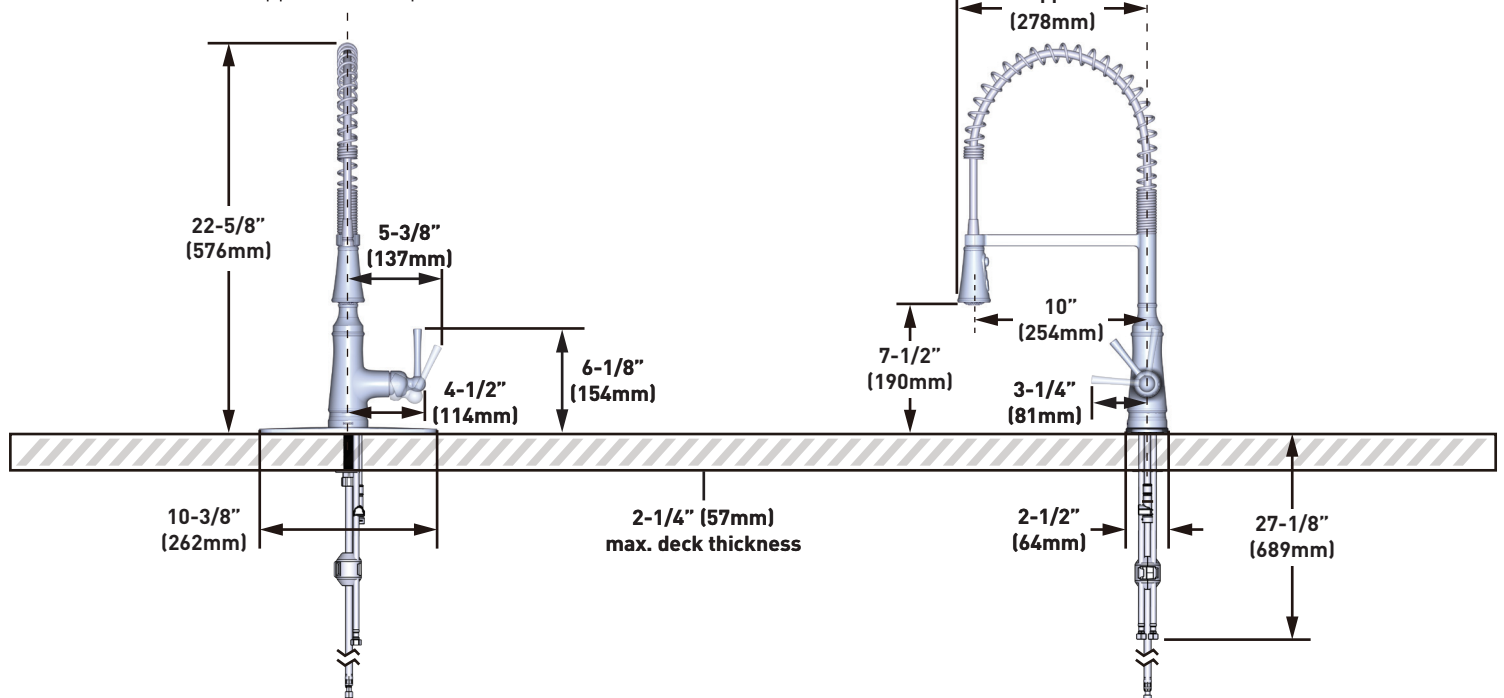 (278mm)
22-5/8”
(576mm)
5-3/8”
(137mm)
10”
(254mm)
7-1/2”
(190mm)
6-1/8”
(154mm)
4-1/2”
(114mm)
3-1/4”
(81mm)
10-3/8”
(262mm)
2-1/4” (57mm)
max. deck thickness
2-1/2”
(64mm)
27-1/8”
(689mm)